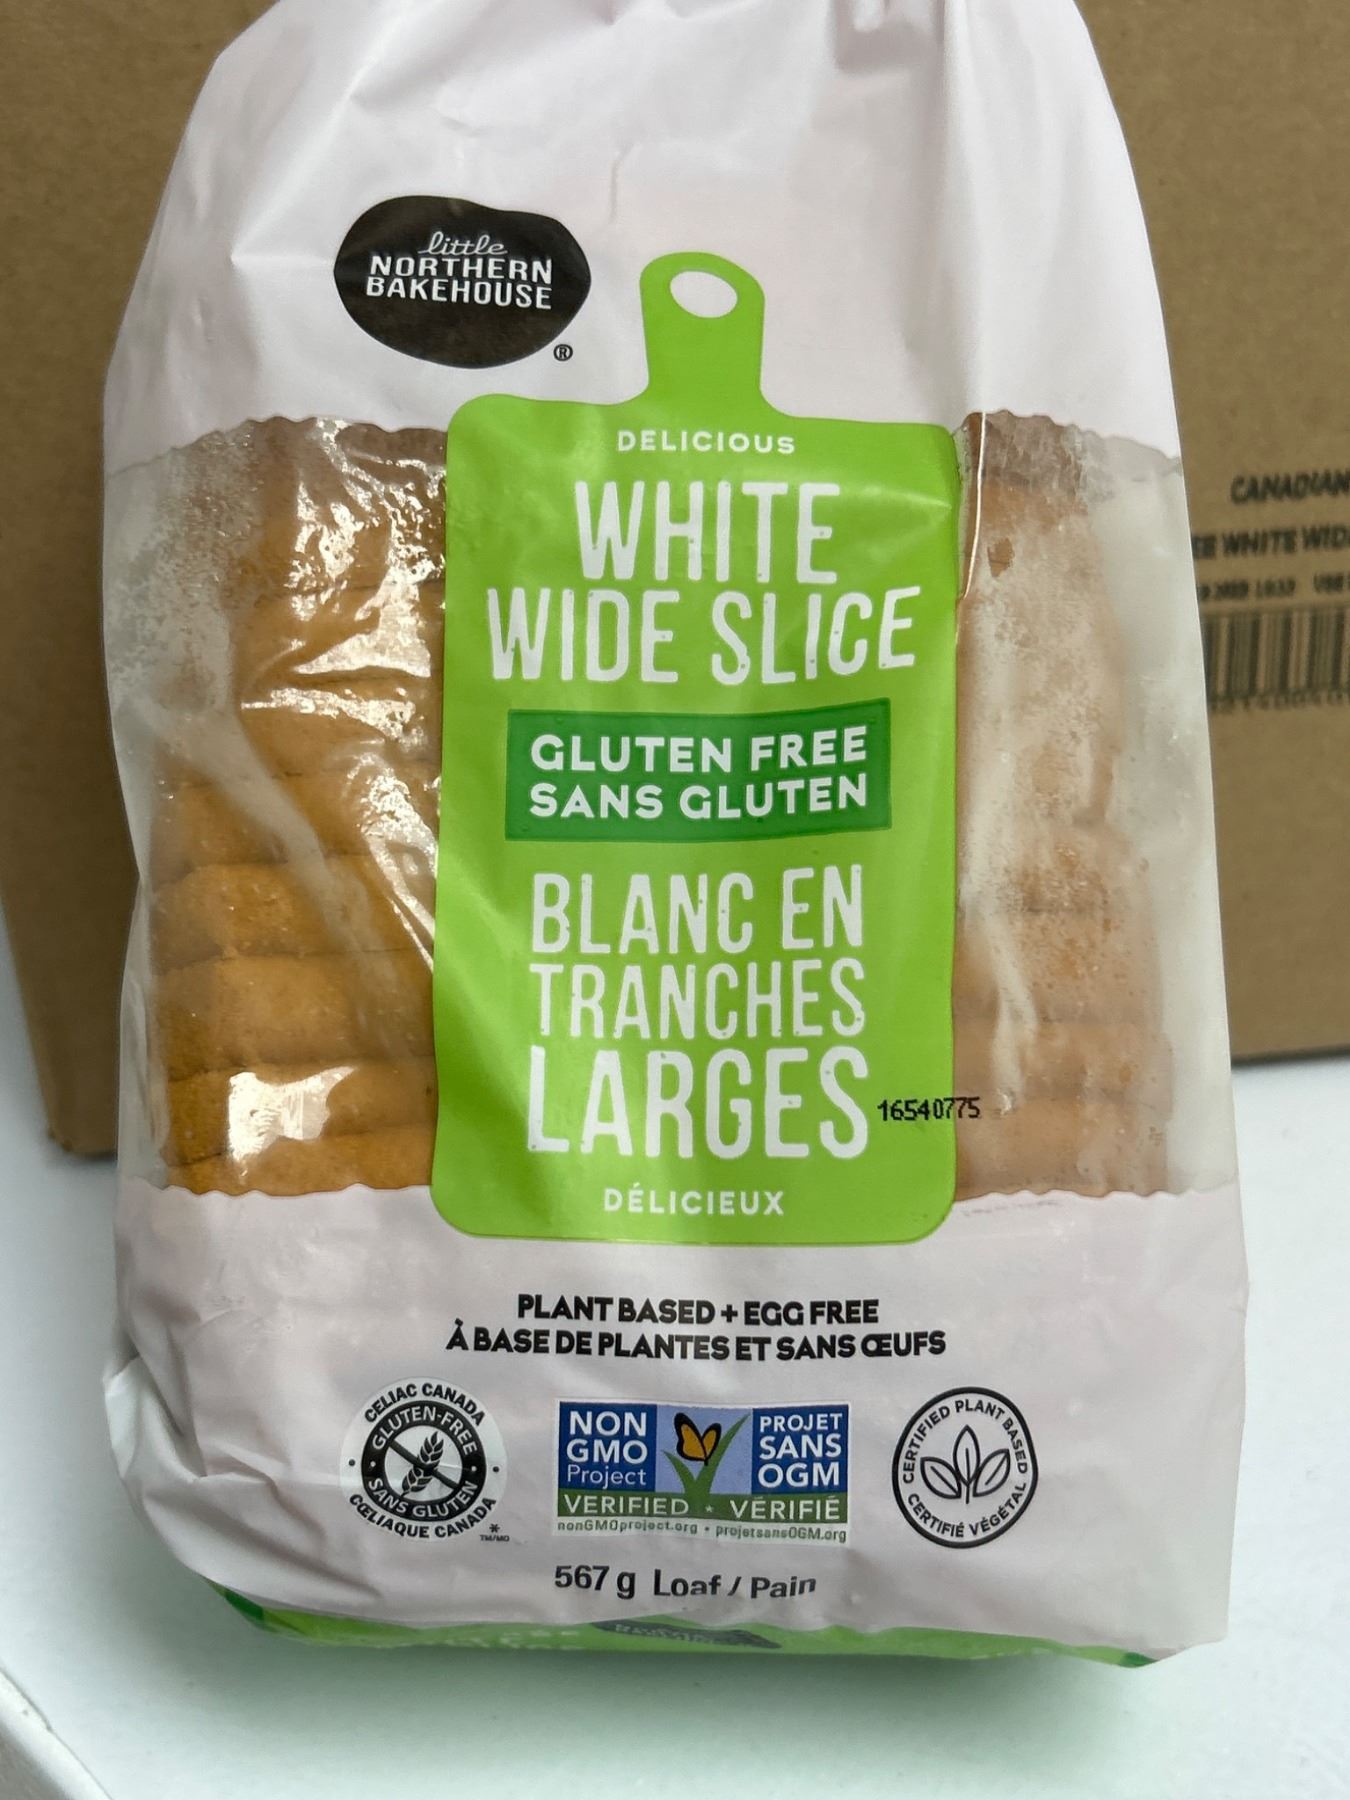 little
NORTHERN
BAKEHOUSE
®
DELICIOUS
WHITE
WIDE SLICE
GLUTEN FREE
SANS GLUTEN
BLANC EN
TRANCHES
LARGES
16540775
DÉLICIEUX
PLANT BASED + EGG FREE
À BASE DE PLANTES ET SANS ŒUFS
CELIAC CANADA
GLUTEN-FREE
SANS GLUTEN
CŒLIAQUE CANADA
TM/MD
NON
GMO
Project
PROJET
SANS
OGM
VERIFIED • VÉRIFIÉ
nonGMOproject.org • projetsansOGM.org
CERTIFIED PLANT BASED
CERTIFIÉ VÉGÉTAL
567 g Loaf / Pain
CANADIAN
WHITE WID